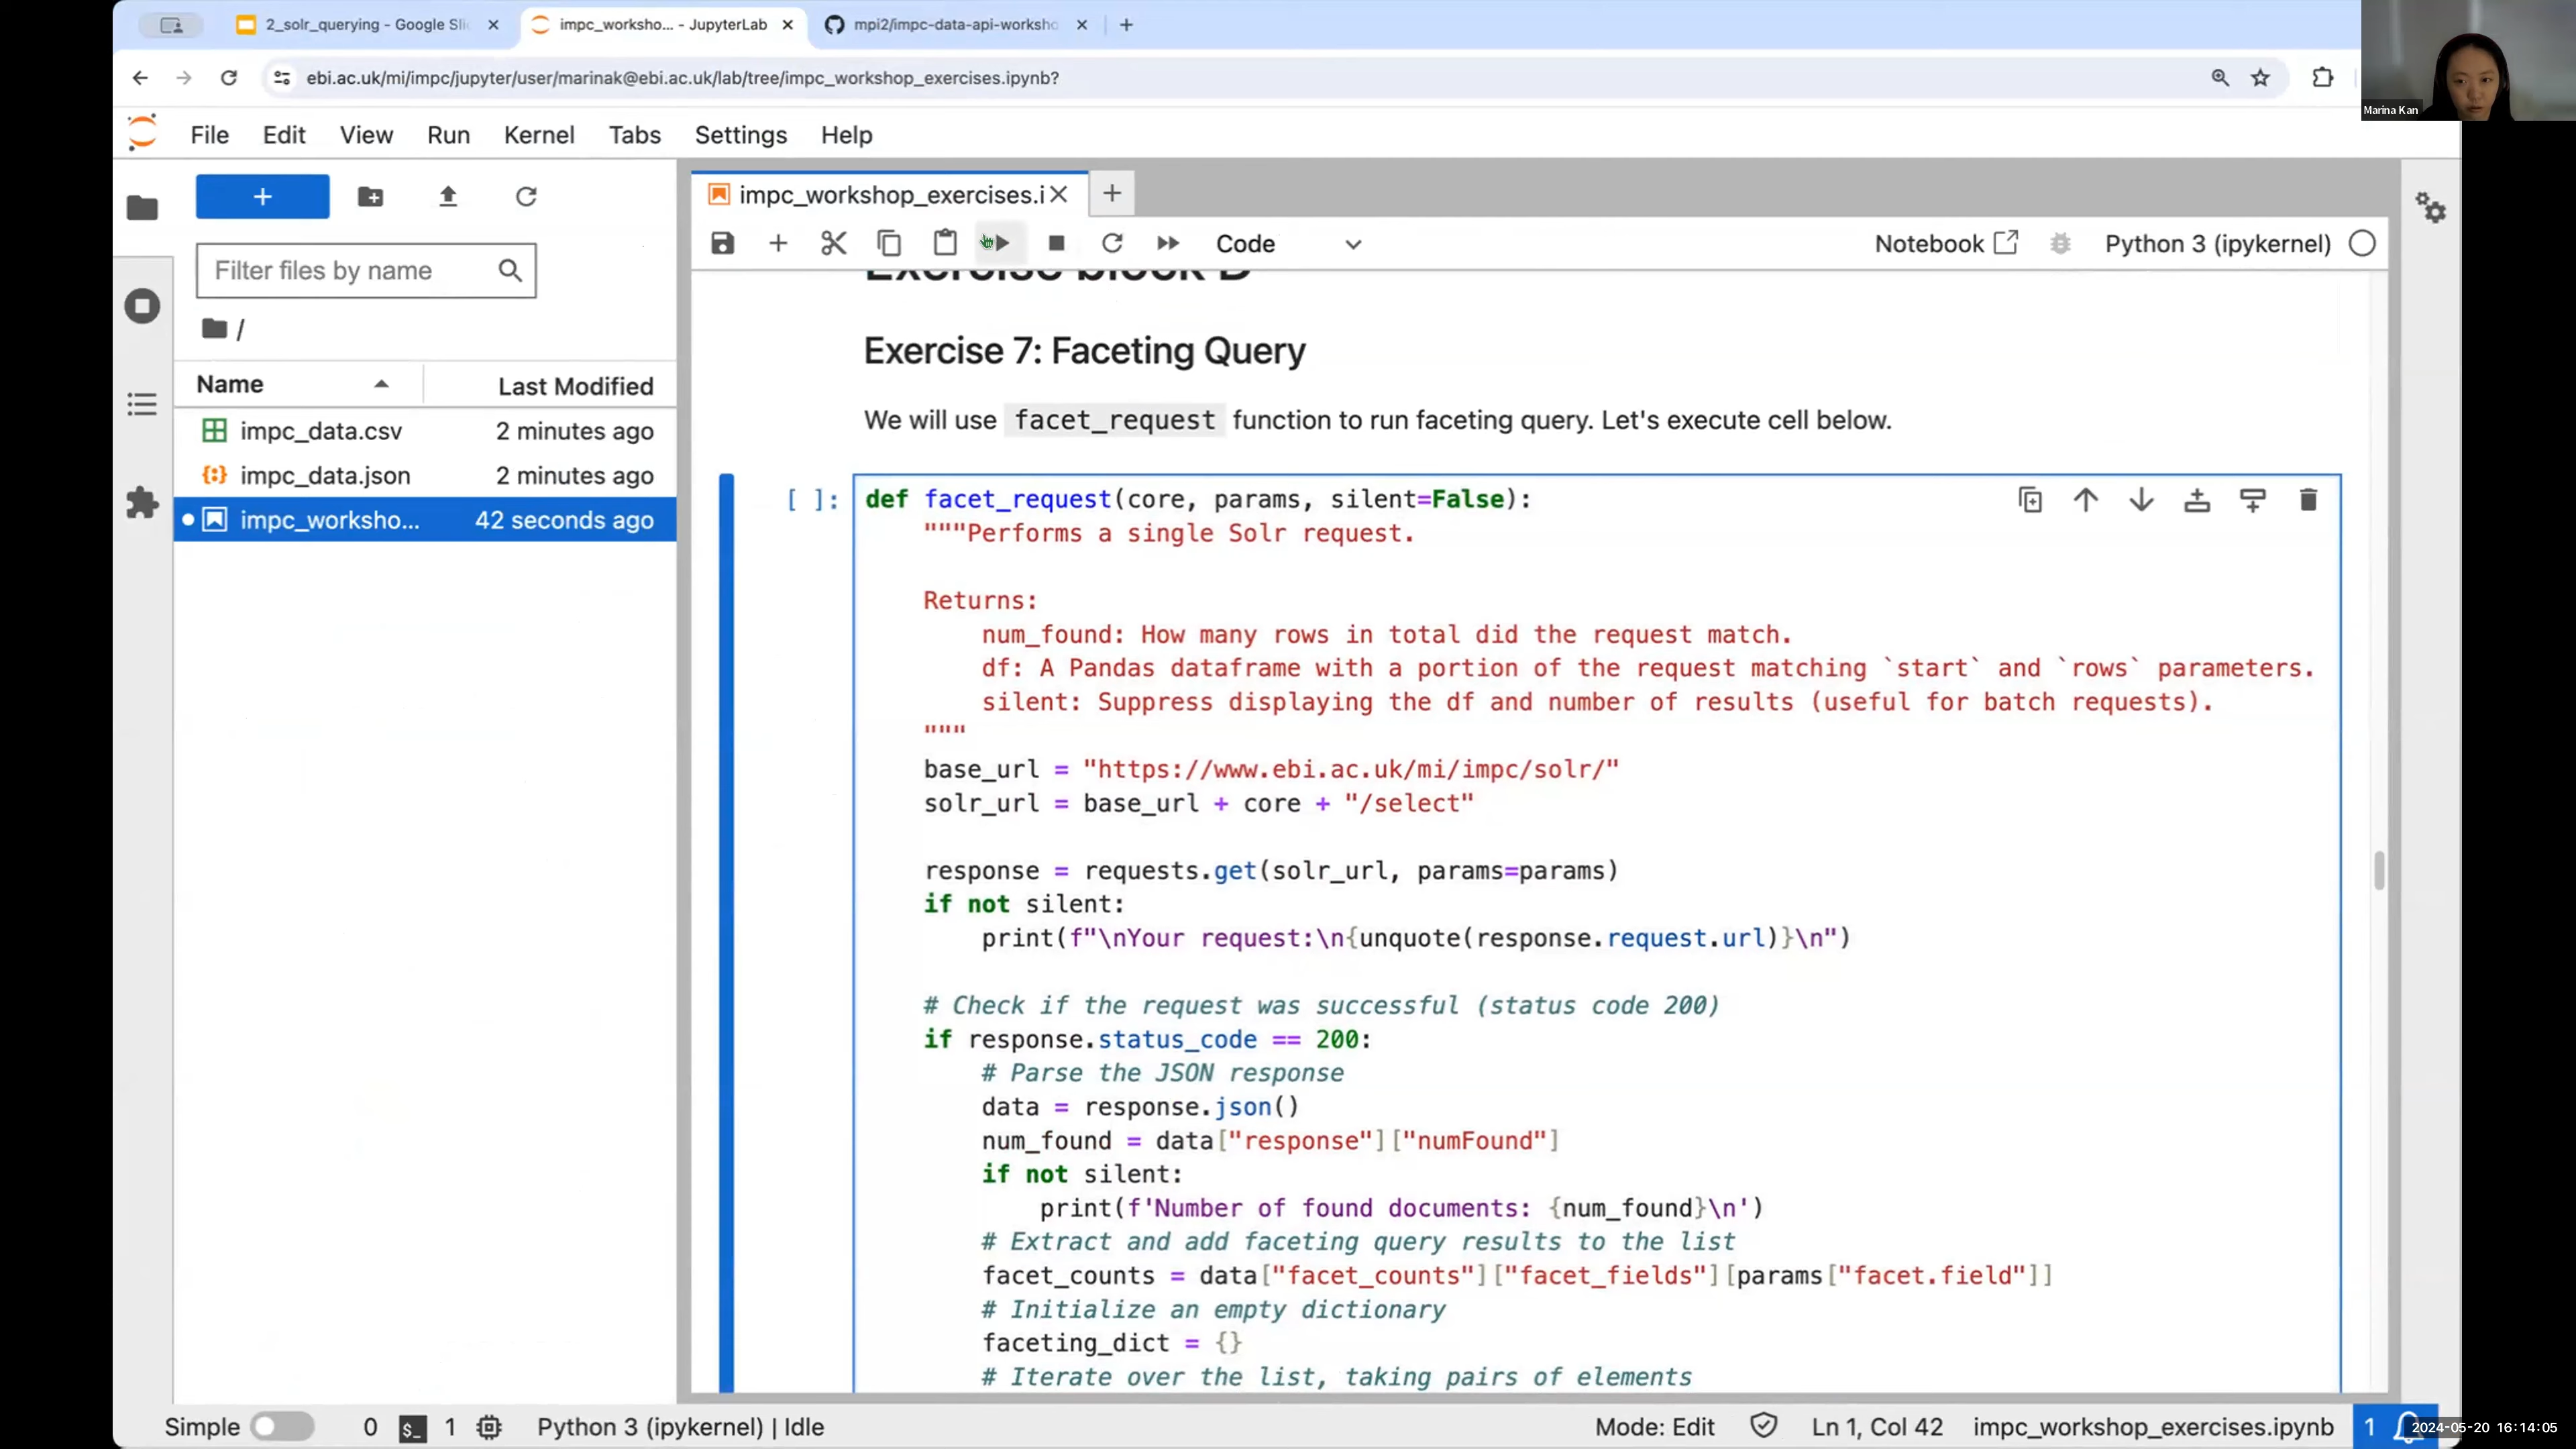 2_solr_querying - Google Sli
impc_worksho... - JupyterLab
mpi2/impc-data-api-worksho
ebi.ac.uk/mi/impc/jupyter/user/marinak@ebi.ac.uk/lab/tree/impc_workshop_exercises.ipynb?
Marina Kan
File Edit View Run Kernel Tabs Settings Help
impc_workshop_exercises.i
Code
Notebook
Python 3 (ipykernel)
Filter files by name
/
Name
Last Modified
impc_data.csv 2 minutes ago
impc_data.json 2 minutes ago
impc_worksho... 42 seconds ago
Exercise block D
Exercise 7: Faceting Query
We will use facet_request function to run faceting query. Let's execute cell below.
[ ]:
def facet_request(core, params, silent=False):
"""Performs a single Solr request.
Returns:
num_found: How many rows in total did the request match.
df: A Pandas dataframe with a portion of the request matching `start` and `rows` parameters.
silent: Suppress displaying the df and number of results (useful for batch requests).
"""
base_url = "https://www.ebi.ac.uk/mi/impc/solr/"
solr_url = base_url + core + "/select"
response = requests.get(solr_url, params=params)
if not silent:
print(f"\nYour request:\n{unquote(response.request.url)}\n")
# Check if the request was successful (status code 200)
if response.status_code == 200:
# Parse the JSON response
data = response.json()
num_found = data["response"]["numFound"]
if not silent:
print(f'Number of found documents: {num_found}\n')
# Extract and add faceting query results to the list
facet_counts = data["facet_counts"]["facet_fields"][params["facet.field"]]
# Initialize an empty dictionary
faceting_dict = {}
# Iterate over the list, taking pairs of elements
Simple 0 $_ 1 Python 3 (ipykernel) | Idle
Mode: Edit Ln 1, Col 42 impc_workshop_exercises.ipynb 1
2024-05-20 16:14:05